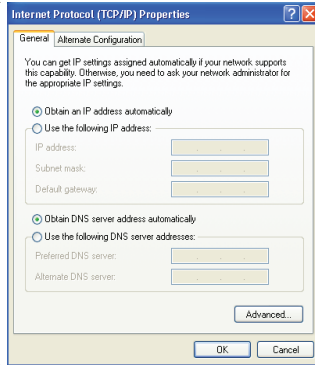 Internet Protocol (TCP/IP) Properties
General
Alternate Configuration
You can get IP settings assigned automatically if your network supports
this capability. Otherwise, you need to ask your network administrator for
the appropriate IP settings.
Obtain an IP address automatically
Use the following IP address:
IP address:
Subnet mask:
Default gateway:
Obtain DNS server address automatically
Use the following DNS server addresses:
Preferred DNS server:
Alternate DNS server:
Advanced...
OK
Cancel